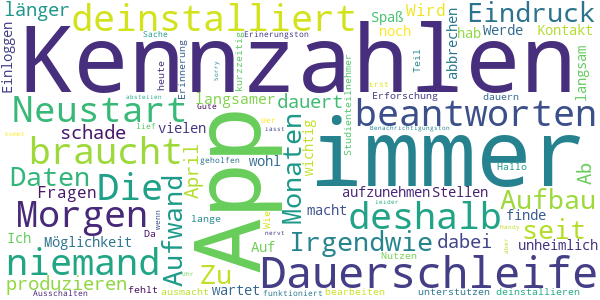 länger
deinstalliert
Spaß
Wird
Eindruck
Einloggen
Kennzahlen
Sache
Erinnerungston
noch
hab
Werde
Kontakt
abbrechen
heute
Erinnerung
kurzzeitig
Sorry
Studienteilnehmer
Teil
langsam
Erforschung
dauern
abstellen
Gute
Neustart
langsamer
dauert
beantworten
schade
vielen
lief
April
App
Monaten
wichtig
immer
lässt
Benachrichtigungston
Hallo
braucht
geholfen
wohl
Ab
Daten
Die
Fragen
Aufwand
aufzunehmen
Stellen
Aufbau
Morgen
lange
macht
deshalb
finde
Ich
Möglichkeit
Da
wenn
Wie
Auf
Irgendwie
dabei
seit
unheimlich
niemand
Uhr
nervt
Zu
Dauerschleife
leider
Nutzen
Handy
aber
produzieren
Ausschalten
fehlt
ausmacht
wartet
funktioniert
bearbeiten
unterstützen
deinstallieren